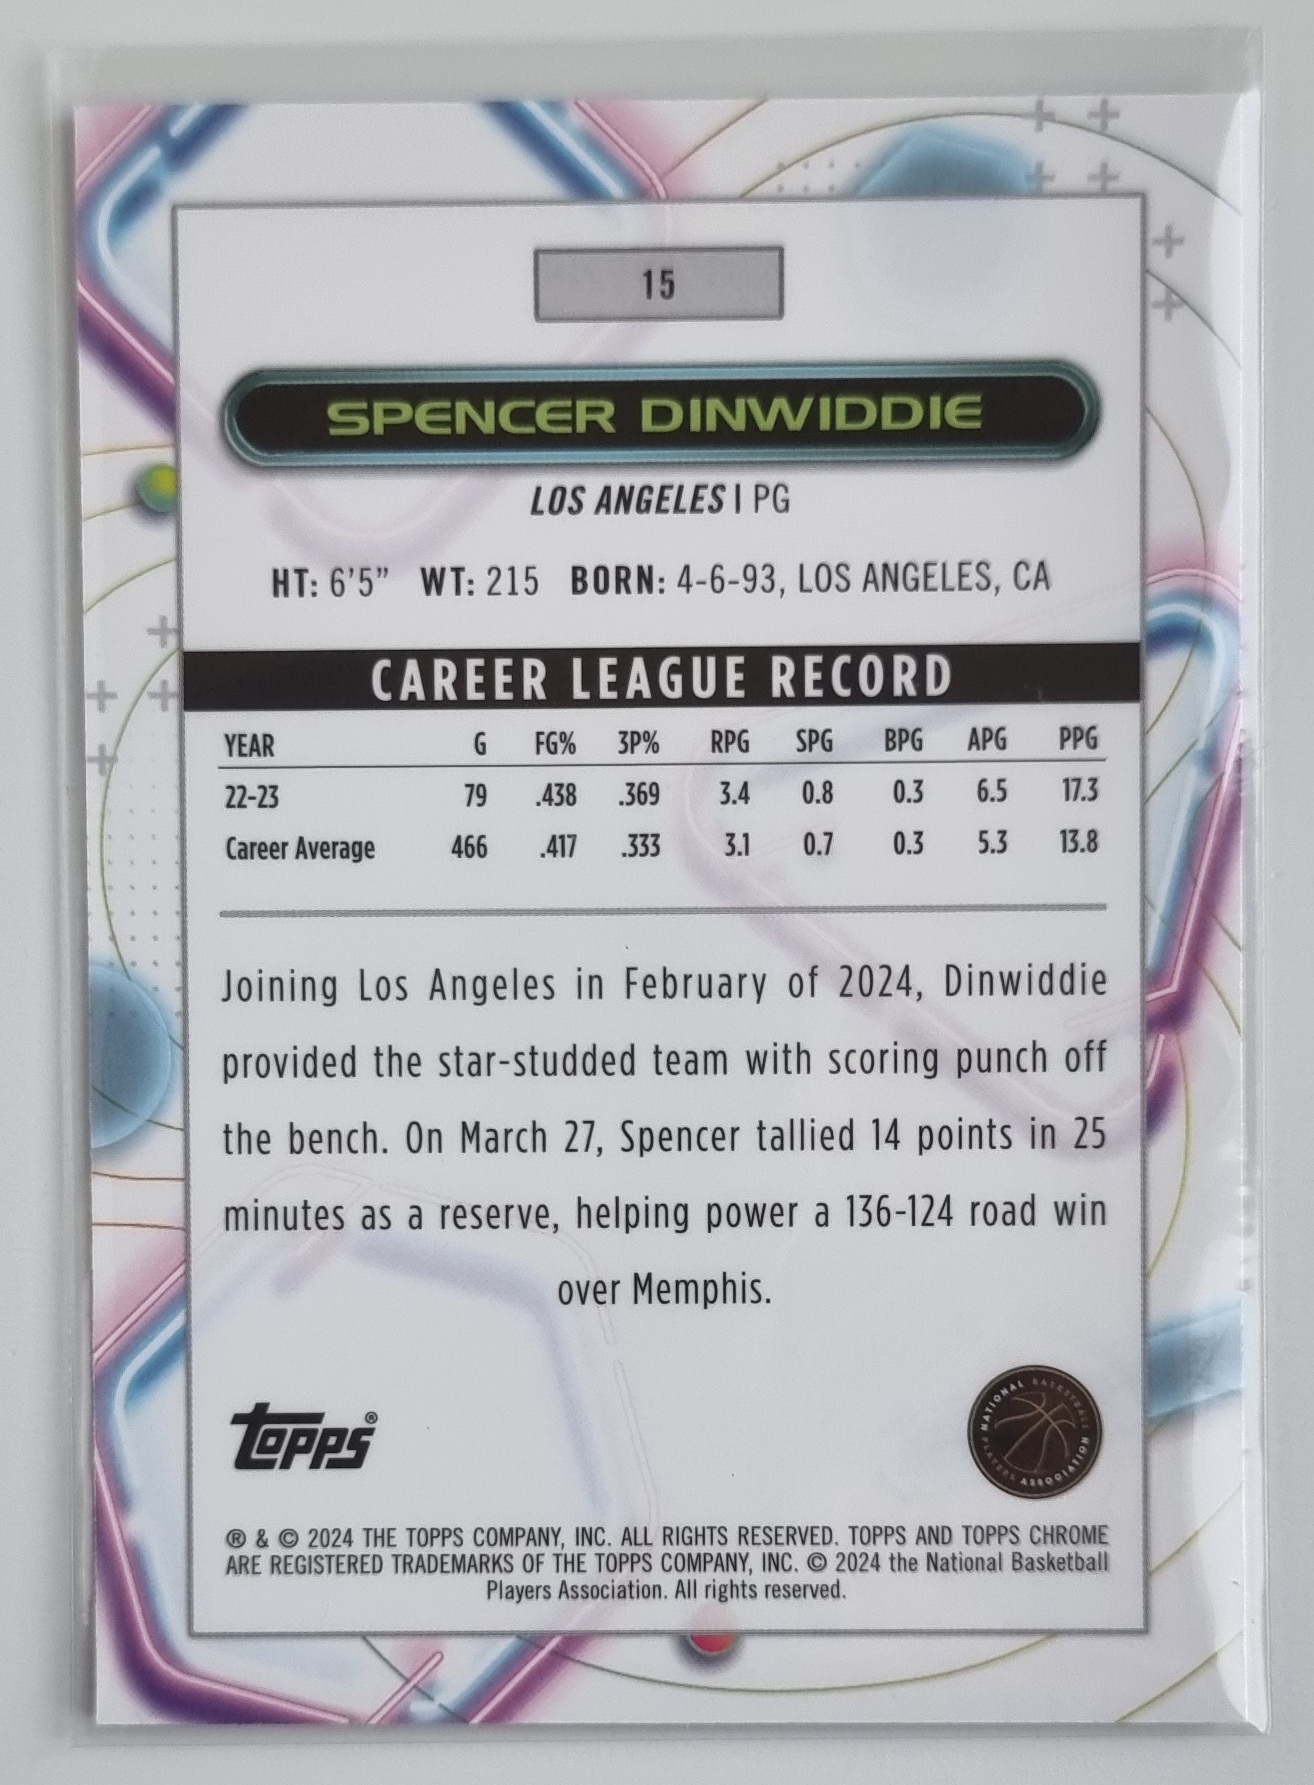 15
SPENCER DINWIDDIE
LOS ANGELES | PG
HT: 6'5" WT: 215 BORN: 4-6-93, LOS ANGELES, CA
CAREER LEAGUE RECORD
YEAR G FG% 3P% RPG SPG BPG APG PPG
22-23 79 .438 .369 3.4 0.8 0.3 6.5 17.3
Career Average 466 .417 .333 3.1 0.7 0.3 5.3 13.8
Joining Los Angeles in February of 2024, Dinwiddie
provided the star-studded team with scoring punch off
the bench. On March 27, Spencer tallied 14 points in 25
minutes as a reserve, helping power a 136-124 road win
over Memphis.
Topps®
NATIONAL BASKETBALL PLAYERS ASSOCIATION
® & © 2024 THE TOPPS COMPANY, INC. ALL RIGHTS RESERVED. TOPPS AND TOPPS CHROME
ARE REGISTERED TRADEMARKS OF THE TOPPS COMPANY, INC. © 2024 the National Basketball
Players Association. All rights reserved.